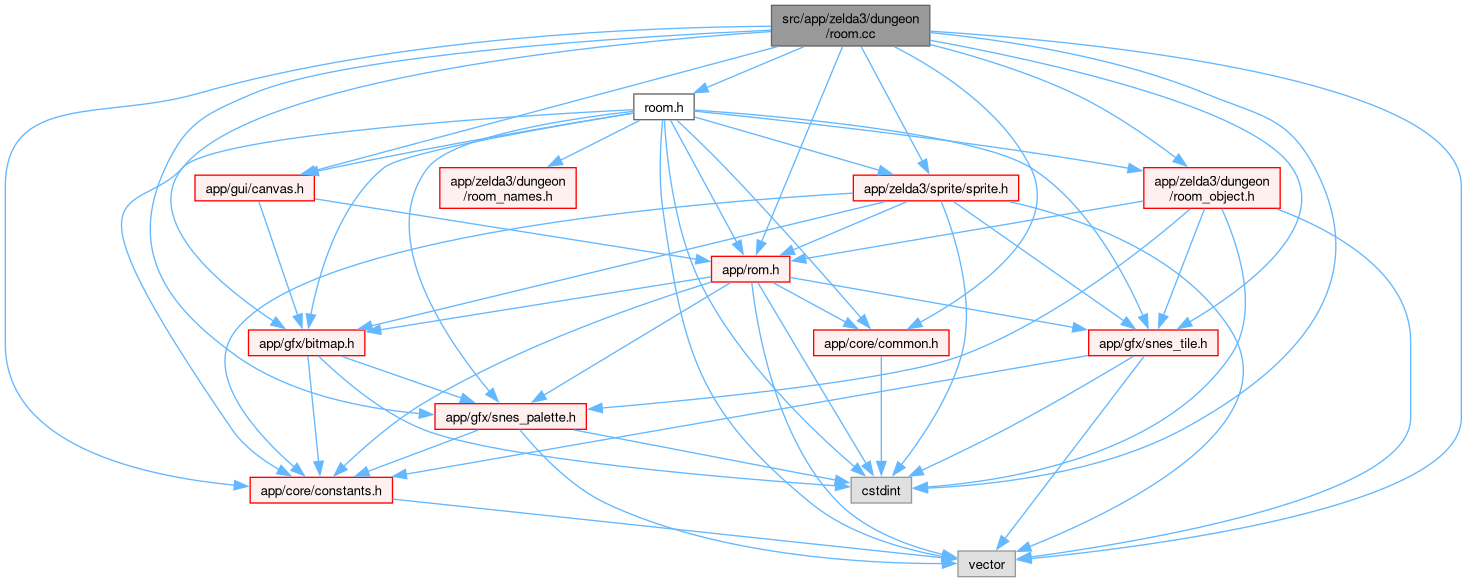 src/app/zelda3/dungeon
/room.cc
room.h
app/gui/canvas.h
app/zelda3/dungeon
/room_names.h
app/zelda3/sprite/sprite.h
app/zelda3/dungeon
/room_object.h
app/rom.h
app/gfx/bitmap.h
app/core/common.h
app/gfx/snes_tile.h
app/gfx/snes_palette.h
app/core/constants.h
cstdint
vector